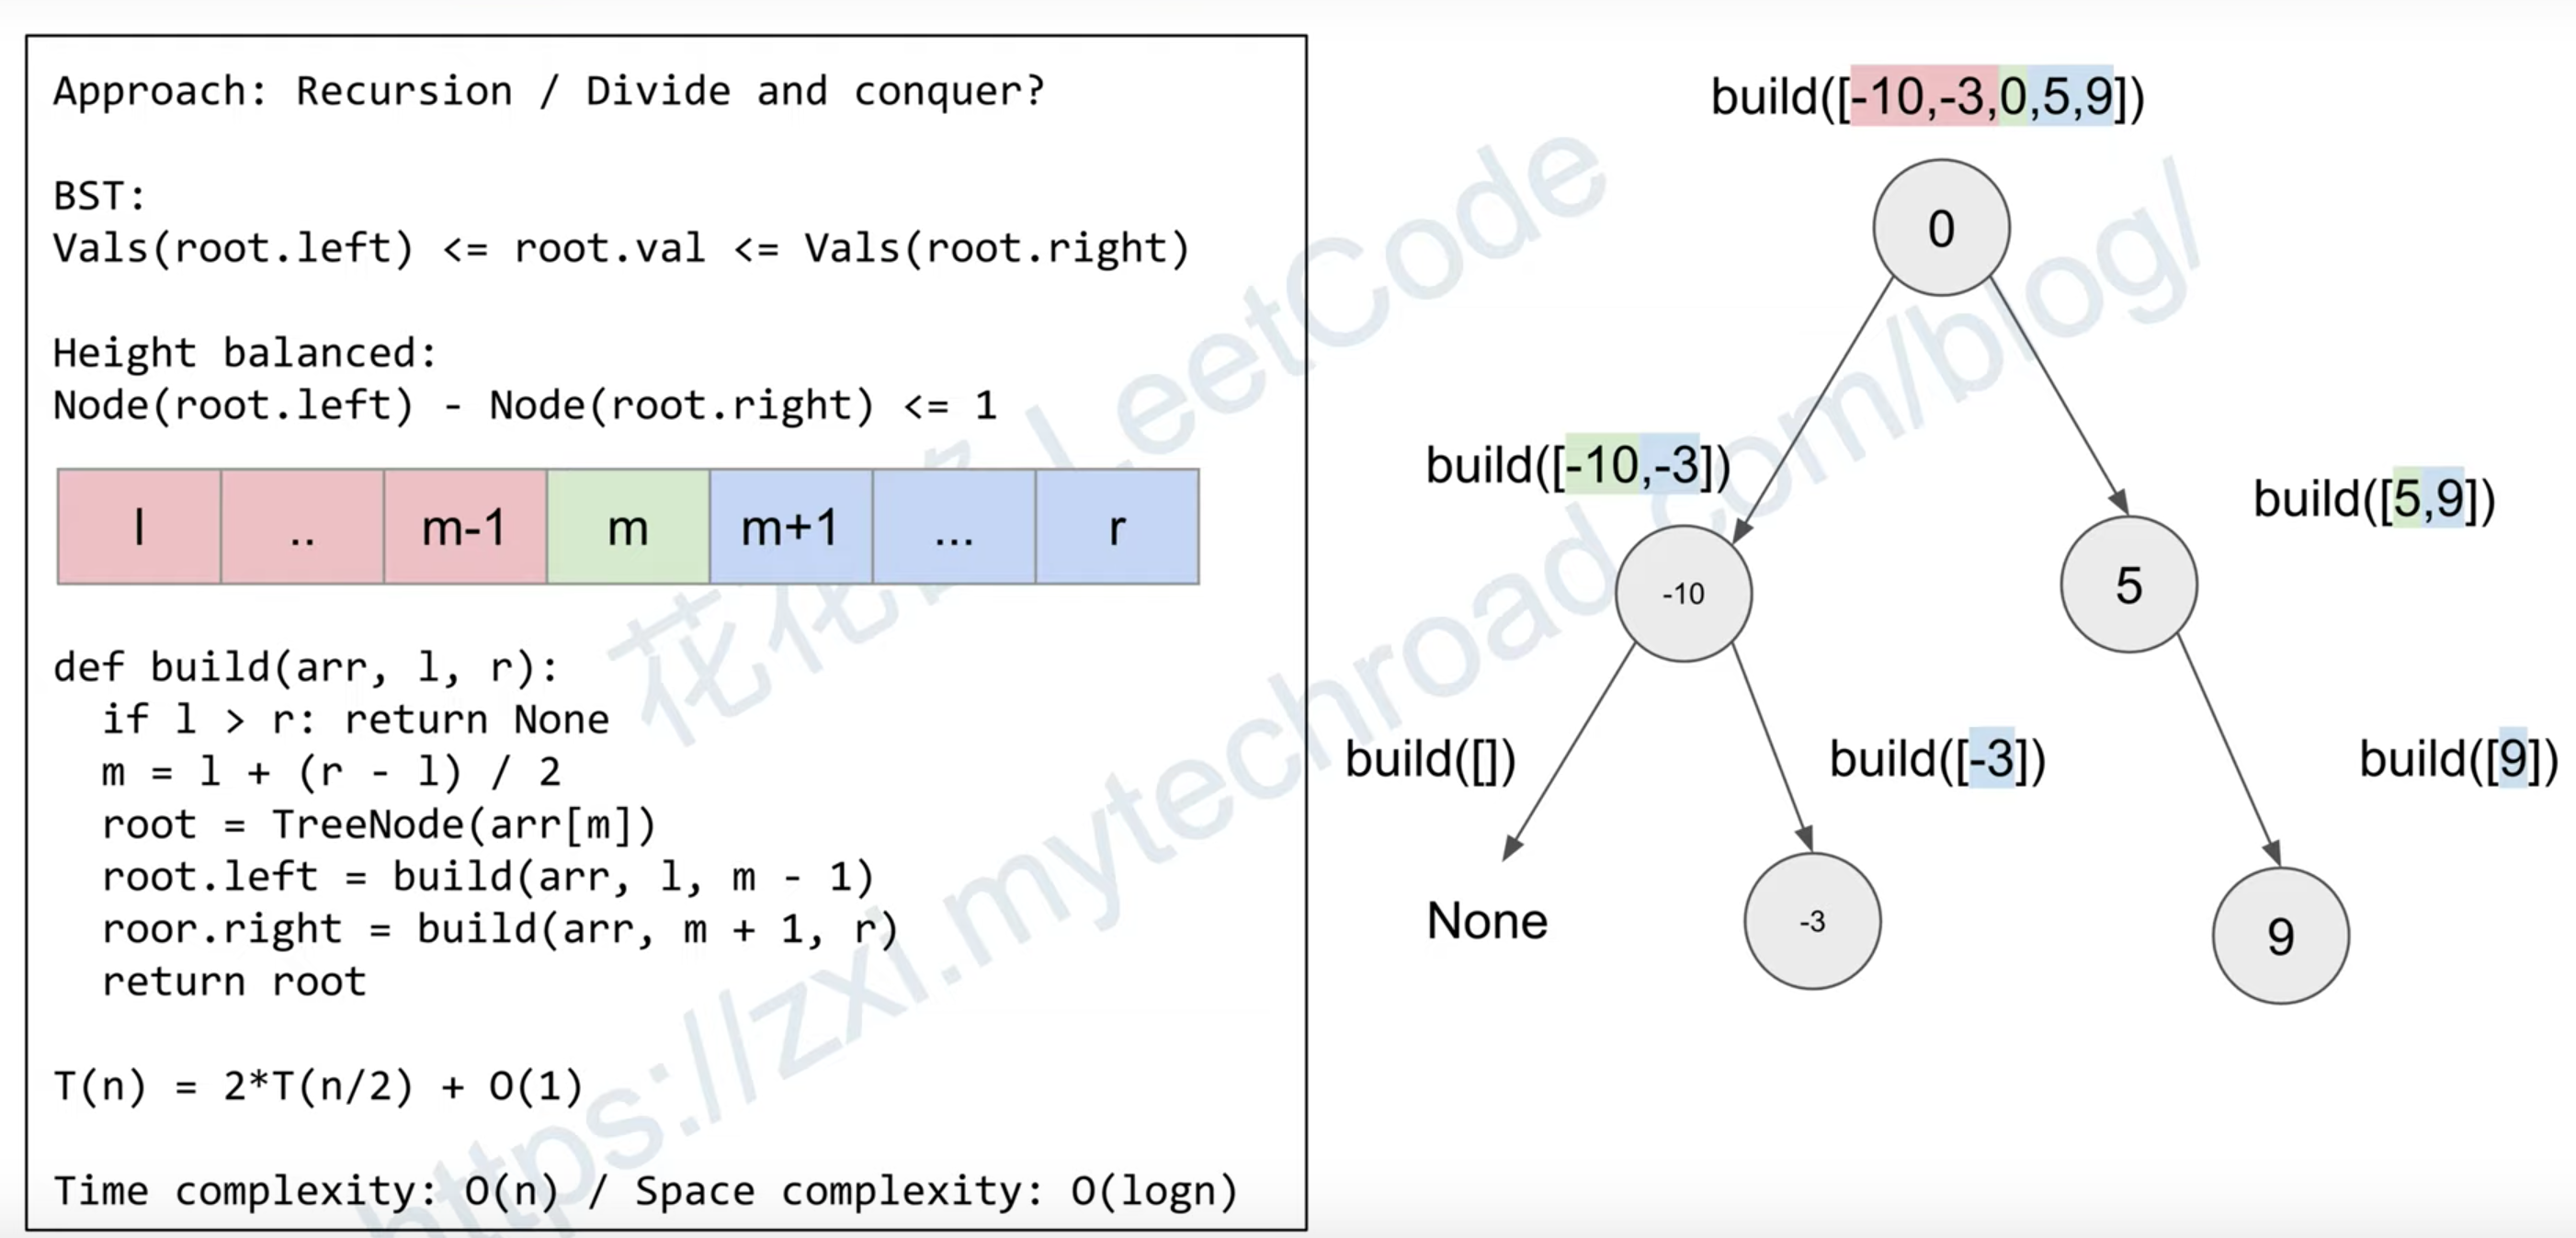 Approach: Recursion / Divide and conquer?
BST:
Vals(root.left) <= root.val <= Vals(root.right)
Height balanced:
Node(root.left) - Node(root.right) <= 1
l .. m-1 m m+1 ... r
def build(arr, l, r):
  if l > r: return None
  m = l + (r - l) / 2
  root = TreeNode(arr[m])
  root.left = build(arr, l, m - 1)
  roor.right = build(arr, m + 1, r)
  return root
T(n) = 2*T(n/2) + O(1)
Time complexity: O(n) / Space complexity: O(logn)
build([-10,-3,0,5,9])
0
build([-10,-3])
build([5,9])
-10
5
build([])
build([-3])
build([9])
None
-3
9
LeetCode
https://zxi.mytechroad.com/blog/